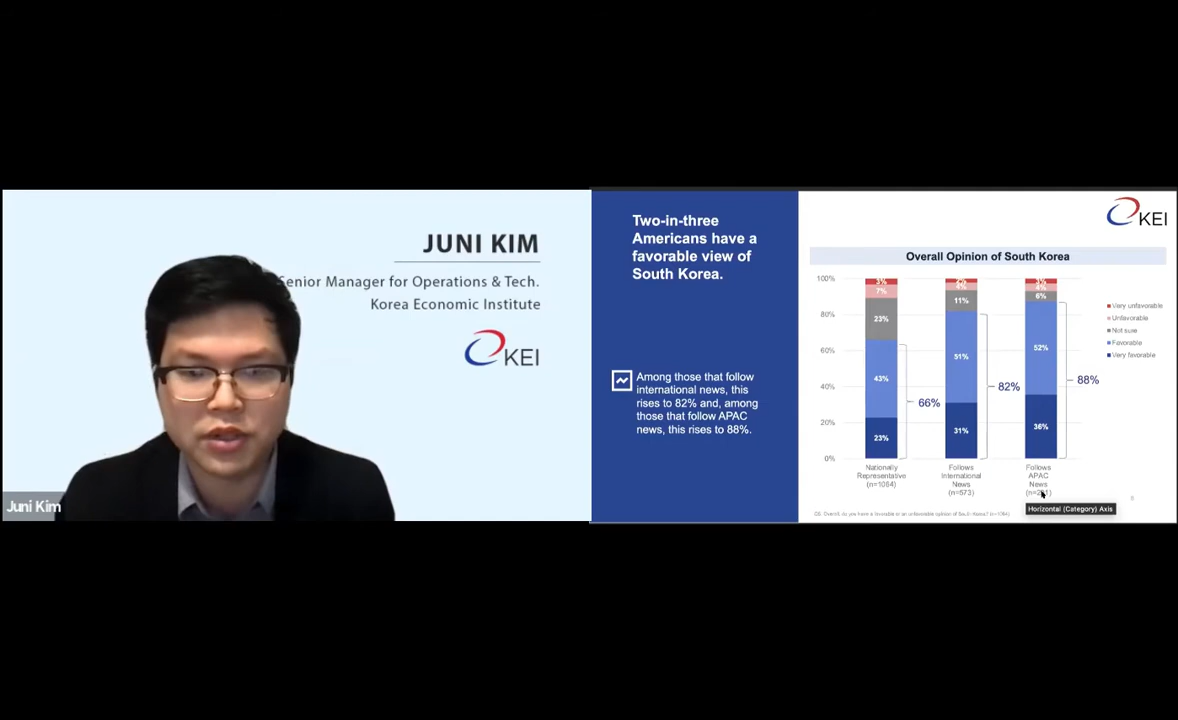 JUNI KIM
Senior Manager for Operations & Tech.
Korea Economic Institute
KEI
Juni Kim
Two-in-three
Americans have a
favorable view of
South Korea.
Among those that follow
international news, this
rises to 82% and, among
those that follow APAC
news, this rises to 88%.
KEI
Overall Opinion of South Korea
100%
80%
60%
40%
20%
0%
3%
7%
23%
43%
23%
66%
4%
11%
51%
31%
82%
4%
6%
52%
36%
88%
Very unfavorable
Unfavorable
Not sure
Favorable
Very favorable
Nationally
Representative
(n=1064)
Follows
International
News
(n=573)
Follows
APAC
News
Horizontal (Category) Axis